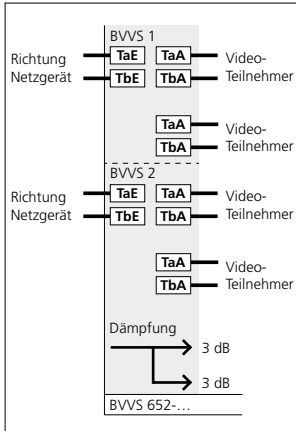 BVVS 1
Richtung TaE TaA Video-
Netzgerät TbE TbA Teilnehmer
TaA Video-
TbA Teilnehmer
BVVS 2
Richtung TaE TaA Video-
Netzgerät TbE TbA Teilnehmer
TaA Video-
TbA Teilnehmer
Dämpfung
3 dB
3 dB
BVVS 652-...